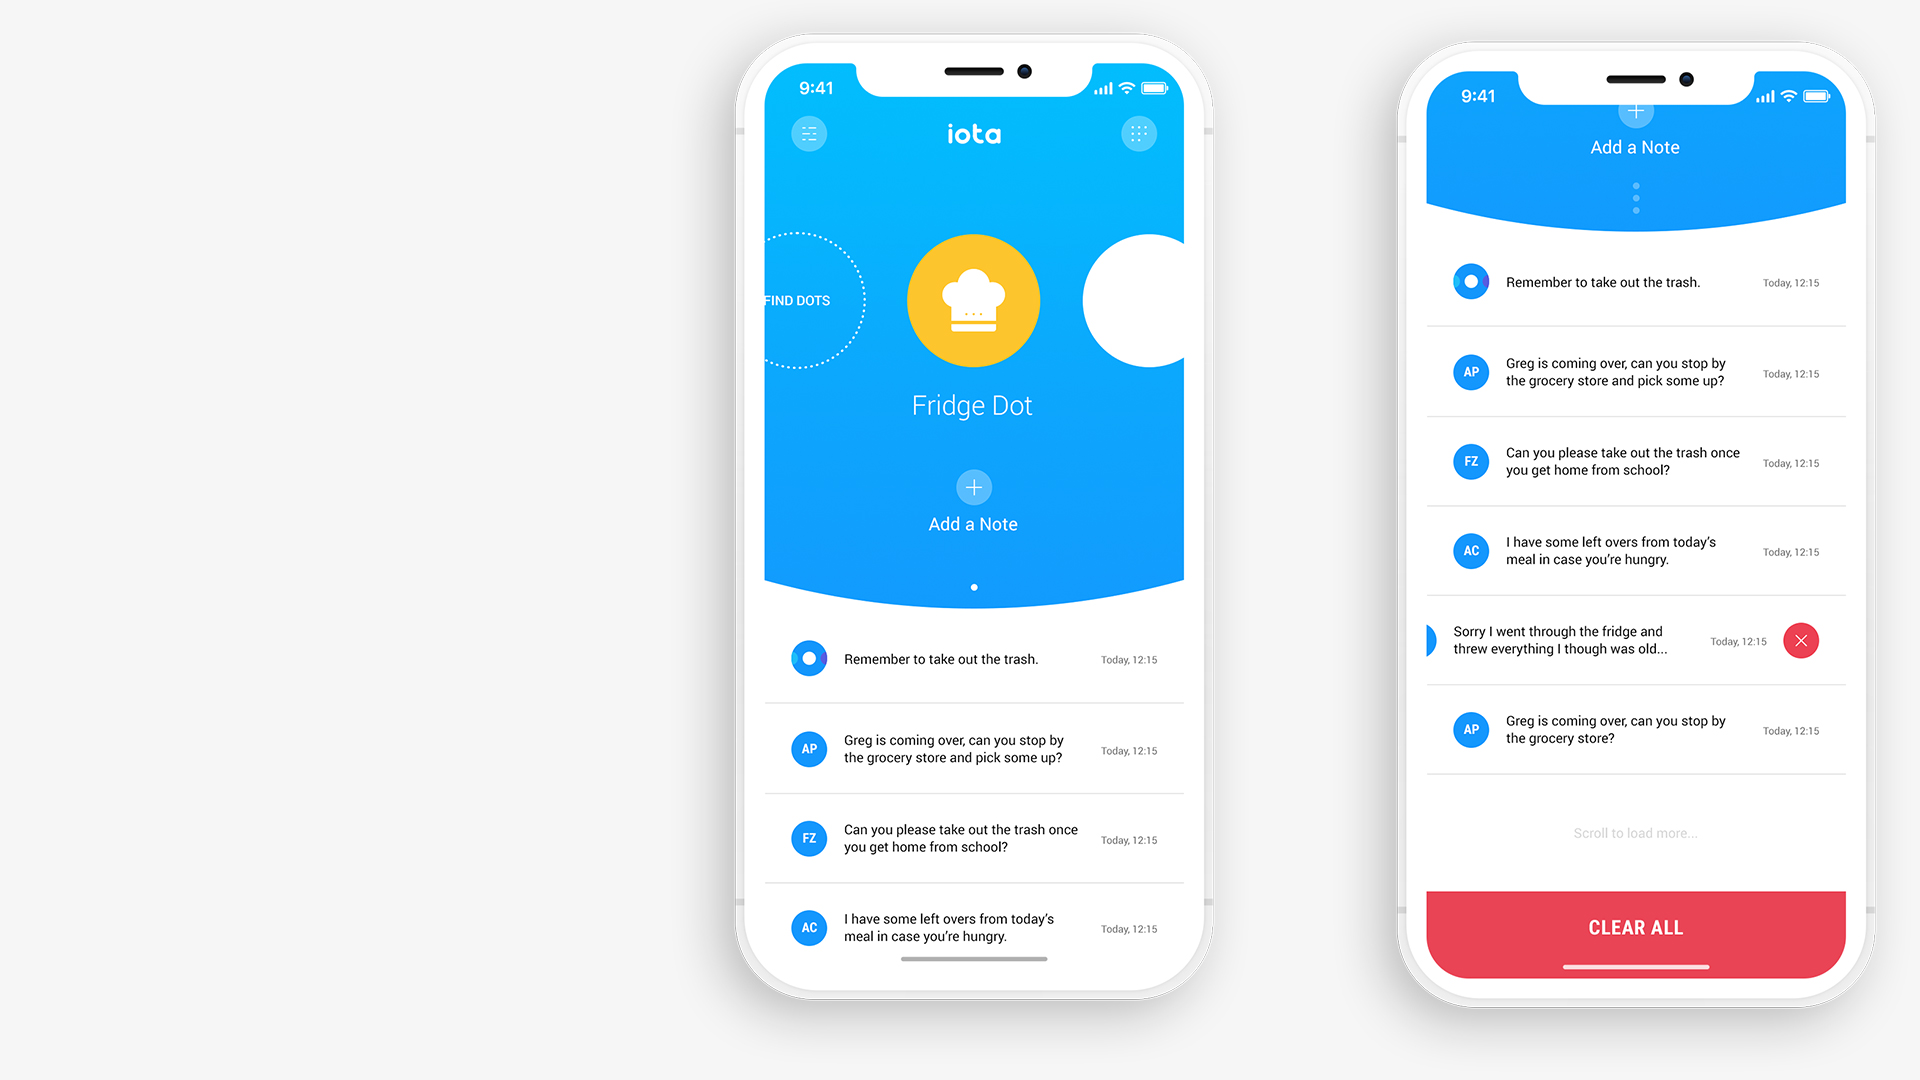 9:41
iota
FIND DOTS
Fridge Dot
Add a Note
Remember to take out the trash.
Today, 12:15
AP
Greg is coming over, can you stop by
the grocery store and pick some up?
Today, 12:15
FZ
Can you please take out the trash once
you get home from school?
Today, 12:15
AC
I have some left overs from today’s
meal in case you’re hungry.
Today, 12:15
9:41
Add a Note
Remember to take out the trash.
Today, 12:15
AP
Greg is coming over, can you stop by
the grocery store and pick some up?
Today, 12:15
FZ
Can you please take out the trash once
you get home from school?
Today, 12:15
AC
I have some left overs from today’s
meal in case you’re hungry.
Today, 12:15
Sorry I went through the fridge and
threw everything I though was old...
Today, 12:15
AP
Greg is coming over, can you stop by
the grocery store?
Today, 12:15
Scroll to load more...
CLEAR ALL